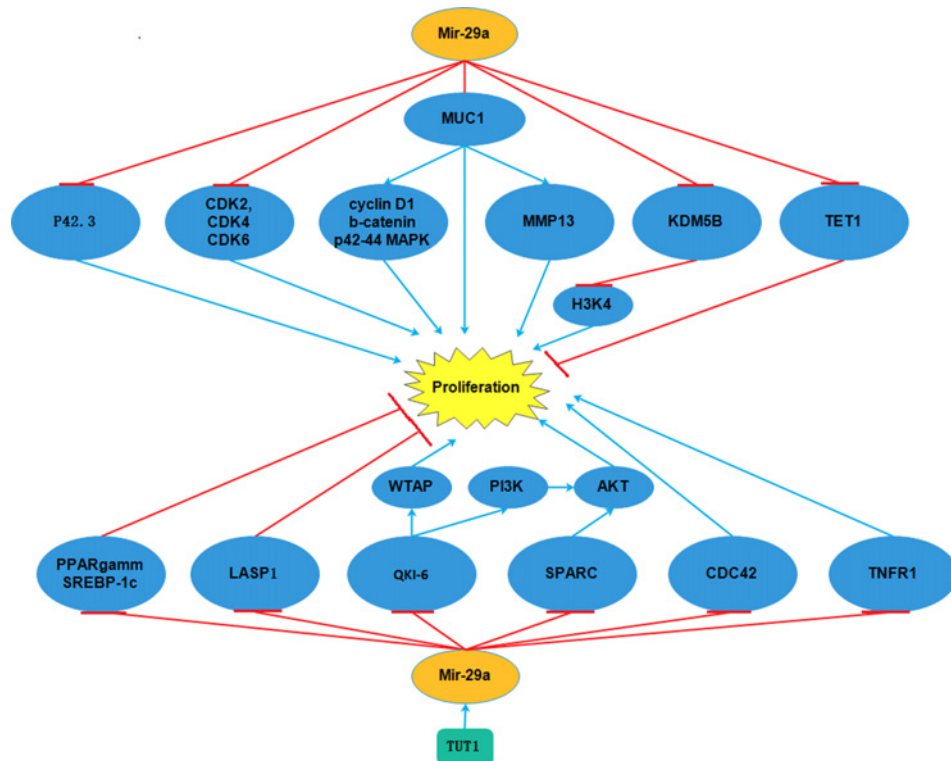 Mir-29a
MUC1
P42.3
CDK2,
CDK4
CDK6
cyclin D1
b-catenin
p42-44 MAPK
MMP13
KDM5B
TET1
H3K4
Proliferation
WTAP
PI3K
AKT
PPARgamm
SREBP-1c
LASP1
QKI-6
SPARC
CDC42
TNFR1
Mir-29a
TUT1